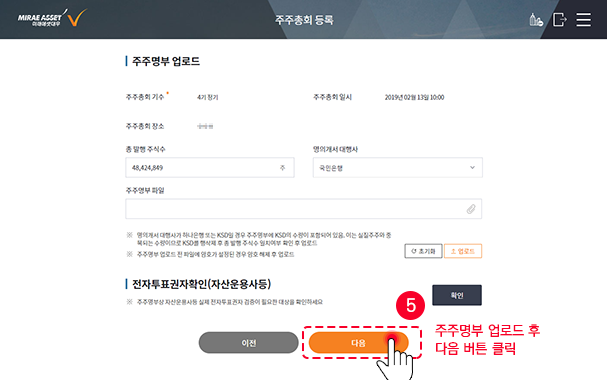 MIRAE ASSET
미래에셋대우
주주총회 등록
주주명부 업로드
주주총회 기수 *
4기 정기
주주총회 일시
2019년 02월 13일 10:00
주주총회 장소
총 발행 주식수
명의개서 대행사
48,424,849
주
국민은행
주주명부 파일
※ 명의개서 대행사가 하나은행 또는 KSD일 경우 주주명부에 KSD의 수량이 포함되어 있음. 이는 실질주주와 중
복되는 수량이므로 KSD를 행삭제 후 총 발행 주식수 일치여부 확인 후 업로드
※ 주주명부 업로드 전 파일에 암호가 설정된 경우 암호 해제 후 업로드
초기화
업로드
전자투표권자확인(자산운용사등)
※ 주주명부상 자산운용사등 실제 전자투표권자 검증이 필요한 대상을 확인하세요
확인
5
이전
다음
주주명부 업로드 후
다음 버튼 클릭